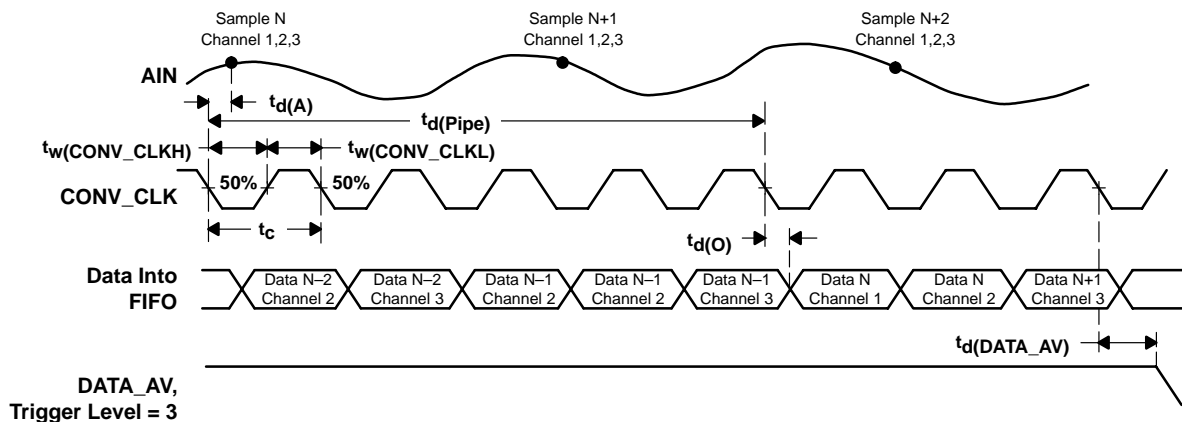 Sample N
Channel 1,2,3
Sample N+1
Channel 1,2,3
Sample N+2
Channel 1,2,3
AIN
td(A)
td(Pipe)
tw(CONV_CLKH)
tw(CONV_CLKL)
50%
50%
CONV_CLK
tc
td(O)
Data Into
FIFO
Data N–2
Channel 2
Data N–2
Channel 3
Data N–1
Channel 2
Data N–1
Channel 2
Data N–1
Channel 3
Data N
Channel 1
Data N
Channel 2
Data N+1
Channel 3
td(DATA_AV)
DATA_AV,
Trigger Level = 3